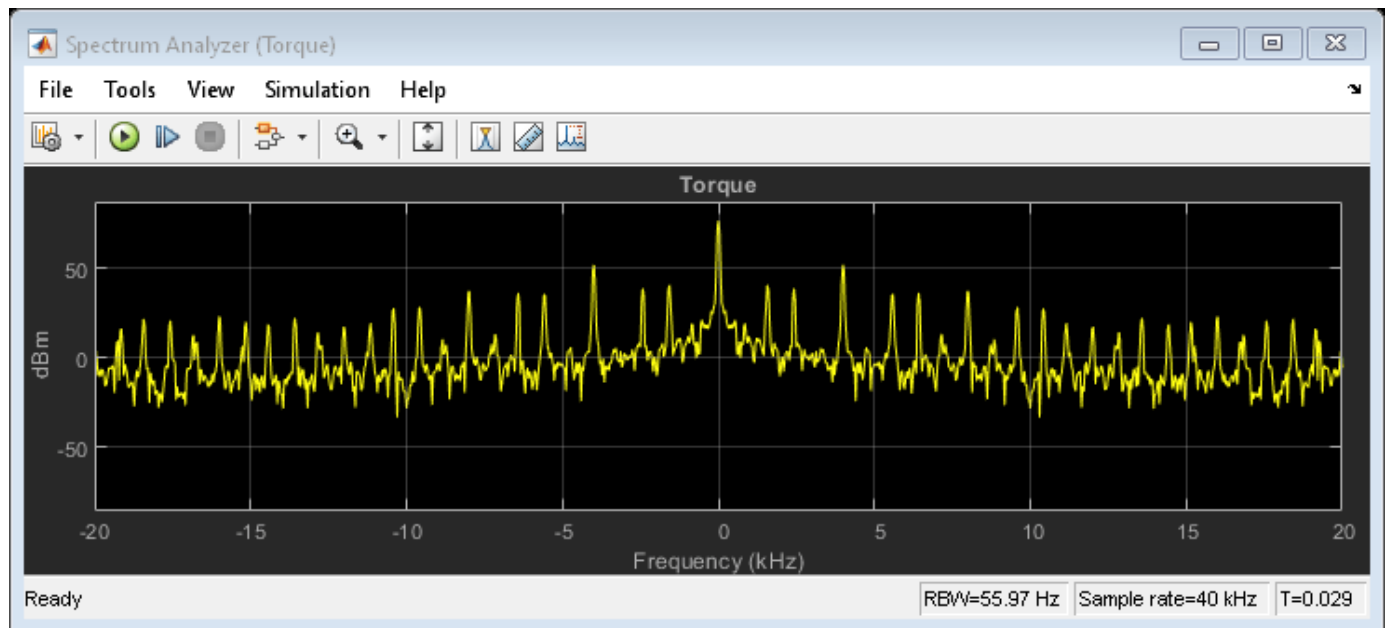 Spectrum Analyzer (Torque)
File Tools View Simulation Help
Torque
50
0
-50
dBm
-20 -15 -10 -5 0 5 10 15 20
Frequency (kHz)
Ready RBW=55.97 Hz Sample rate=40 kHz T=0.029